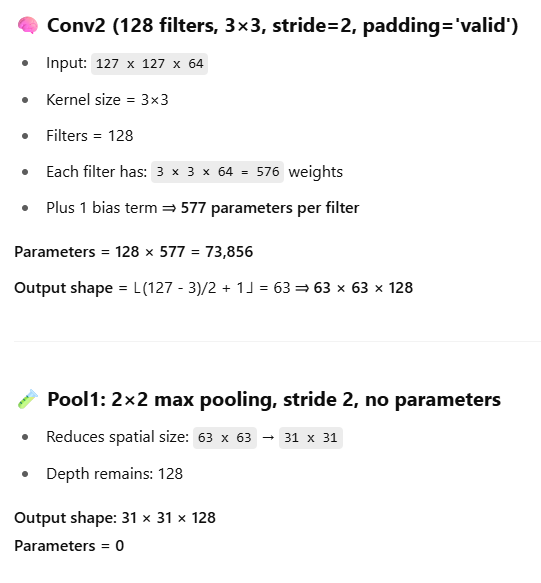 🧠 Conv2 (128 filters, 3×3, stride=2, padding='valid')
• Input: 127 x 127 x 64
• Kernel size = 3×3
• Filters = 128
• Each filter has: 3 x 3 x 64 = 576 weights
• Plus 1 bias term ⇒ 577 parameters per filter
Parameters = 128 × 577 = 73,856
Output shape = ⌊(127 - 3)/2 + 1⌋ = 63 ⇒ 63 × 63 × 128
🧪 Pool1: 2×2 max pooling, stride 2, no parameters
• Reduces spatial size: 63 x 63 → 31 x 31
• Depth remains: 128
Output shape: 31 × 31 × 128
Parameters = 0